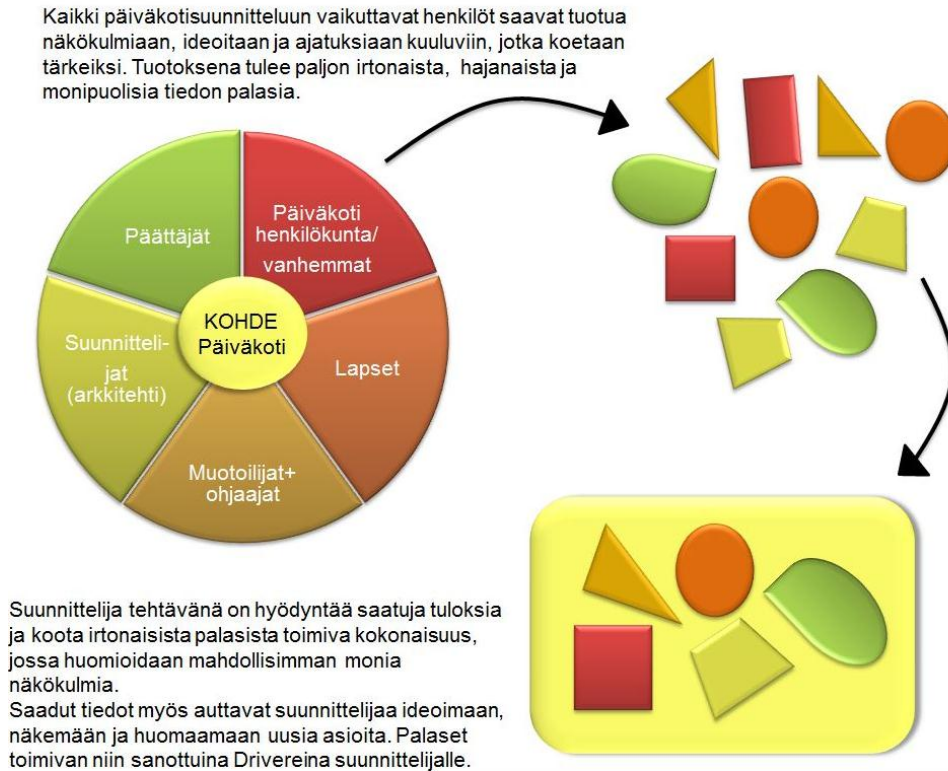 Kaikki päiväkotisuunnitteluun vaikuttavat henkilöt saavat tuotua
näkökulmiaan, ideoitaan ja ajatuksiaan kuuluviin, jotka koetaan
tärkeiksi. Tuotoksena tulee paljon irtonaista, hajanaista ja
monipuolisia tiedon palasia.
Päättäjät
Päiväkoti
henkilökunta/
vanhemmat
KOHDE
Päiväkoti
Suunnitteli-
jat
(arkkitehti)
Lapset
Muotoilijat+
ohjaajat
Suunnittelija tehtävänä on hyödyntää saatuja tuloksia
ja koota irtonaisista palasista toimiva kokonaisuus,
jossa huomioidaan mahdollisimman monia
näkökulmia.
Saadut tiedot myös auttavat suunnittelijaa ideoimaan,
näkemään ja huomaamaan uusia asioita. Palaset
toimivan niin sanottuina Drivereina suunnittelijalle.